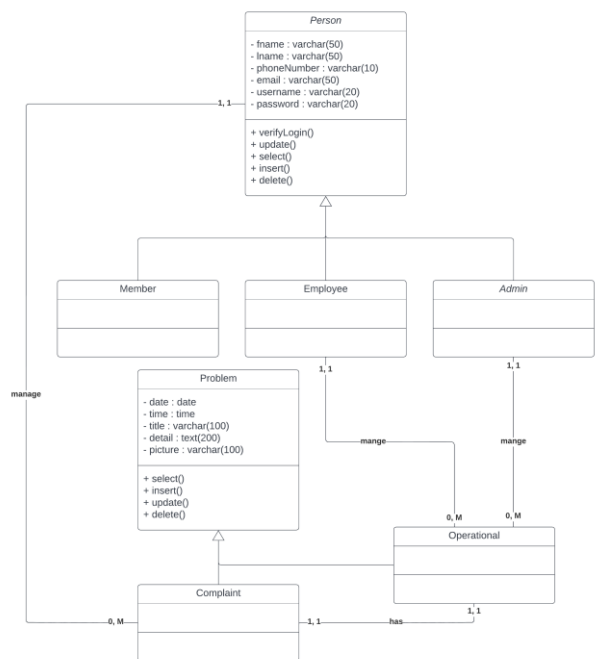 Person
- fname : varchar(50)
- lname : varchar(50)
- phoneNumber : varchar(10)
- email : varchar(50)
- username : varchar(20)
- password : varchar(20)
1, 1
+ verifyLogin()
+ update()
+ select()
+ insert()
+ delete()
Member
Employee
Admin
1, 1
1, 1
Problem
manage
- date : date
- time : time
- title : varchar(100)
- detail : text(200)
- picture : varchar(100)
mange
mange
+ select()
+ insert()
+ update()
+ delete()
0, M
0, M
Operational
Complaint
1, 1
0, M
1, 1
has